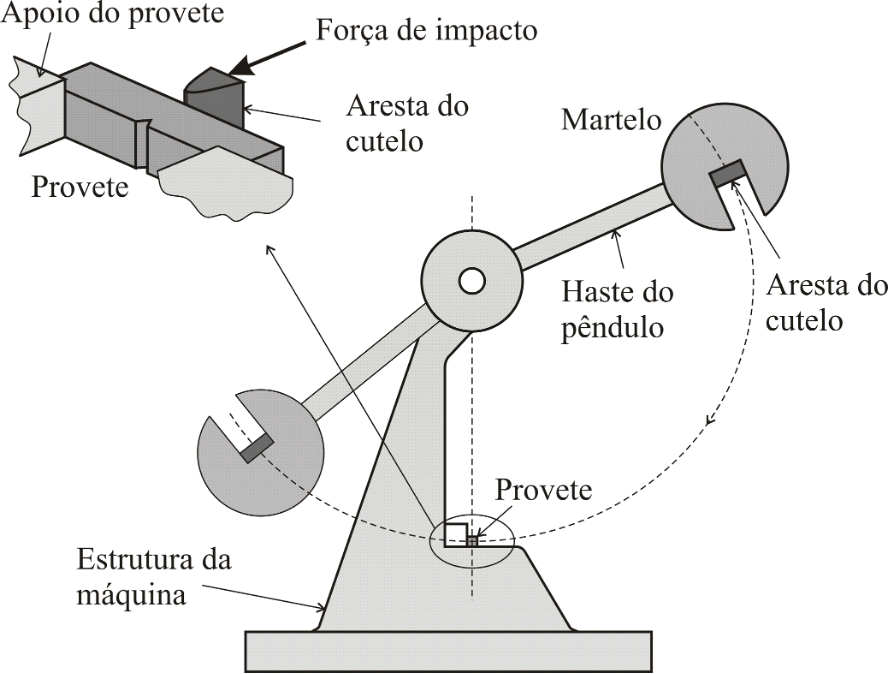 Apoio do provete
Força de impacto
Aresta do
cutelo
Provete
Martelo
Haste do
pêndulo
Aresta do
cutelo
Provete
Estrutura da
máquina